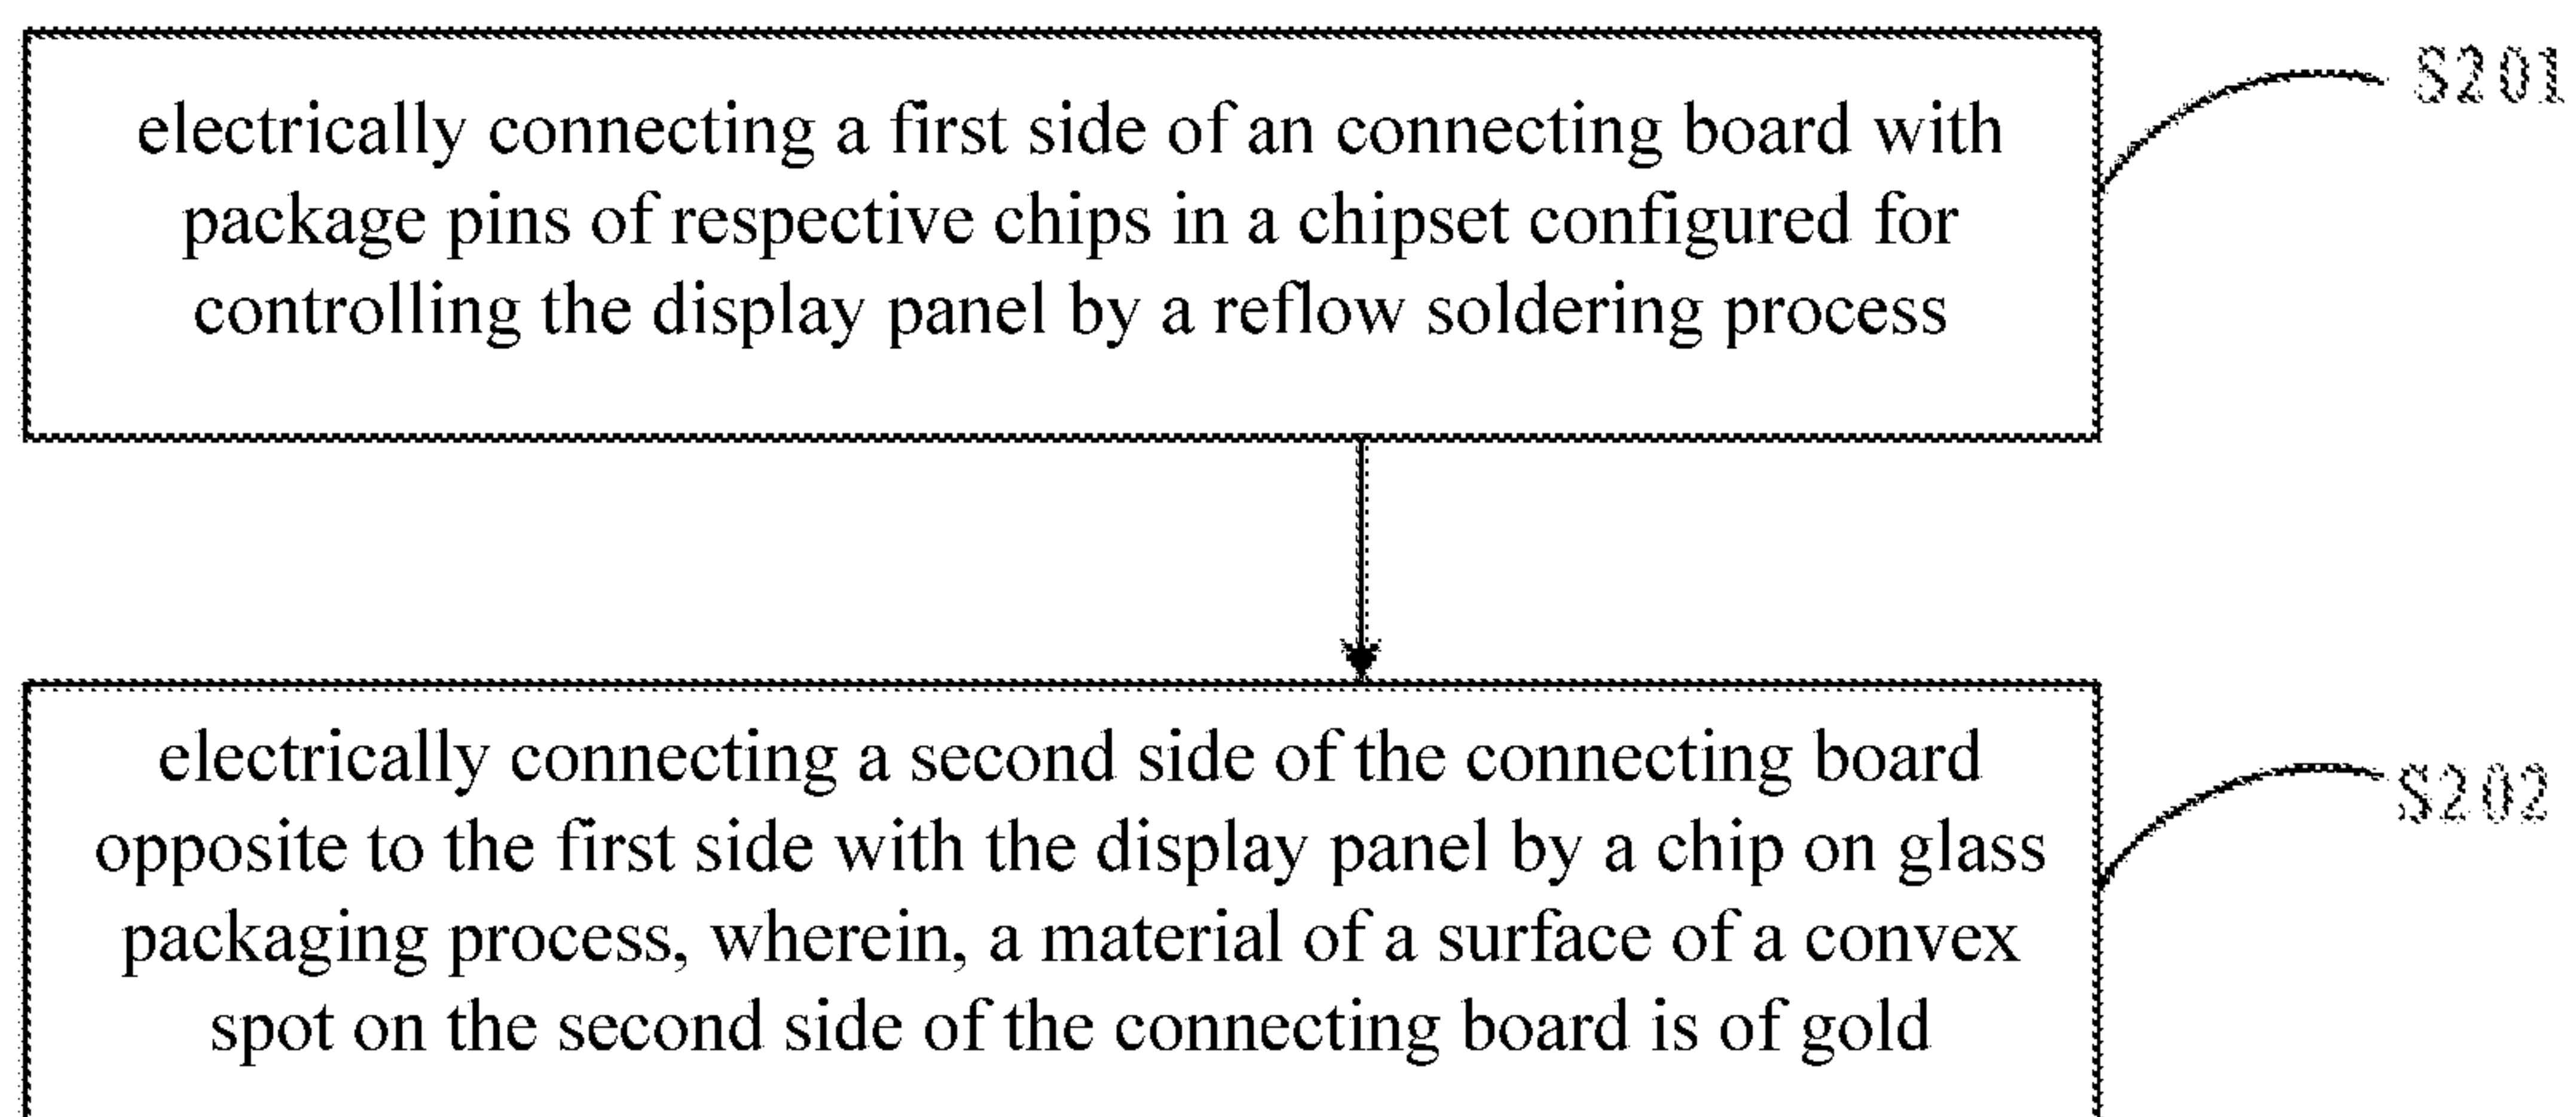 electrically connecting a first side of an connecting board with
package pins of respective chips in a chipset configured for
controlling the display panel by a reflow soldering process
S201
electrically connecting a second side of the connecting board
opposite to the first side with the display panel by a chip on glass
packaging process, wherein, a material of a surface of a convex
spot on the second side of the connecting board is of gold
S202